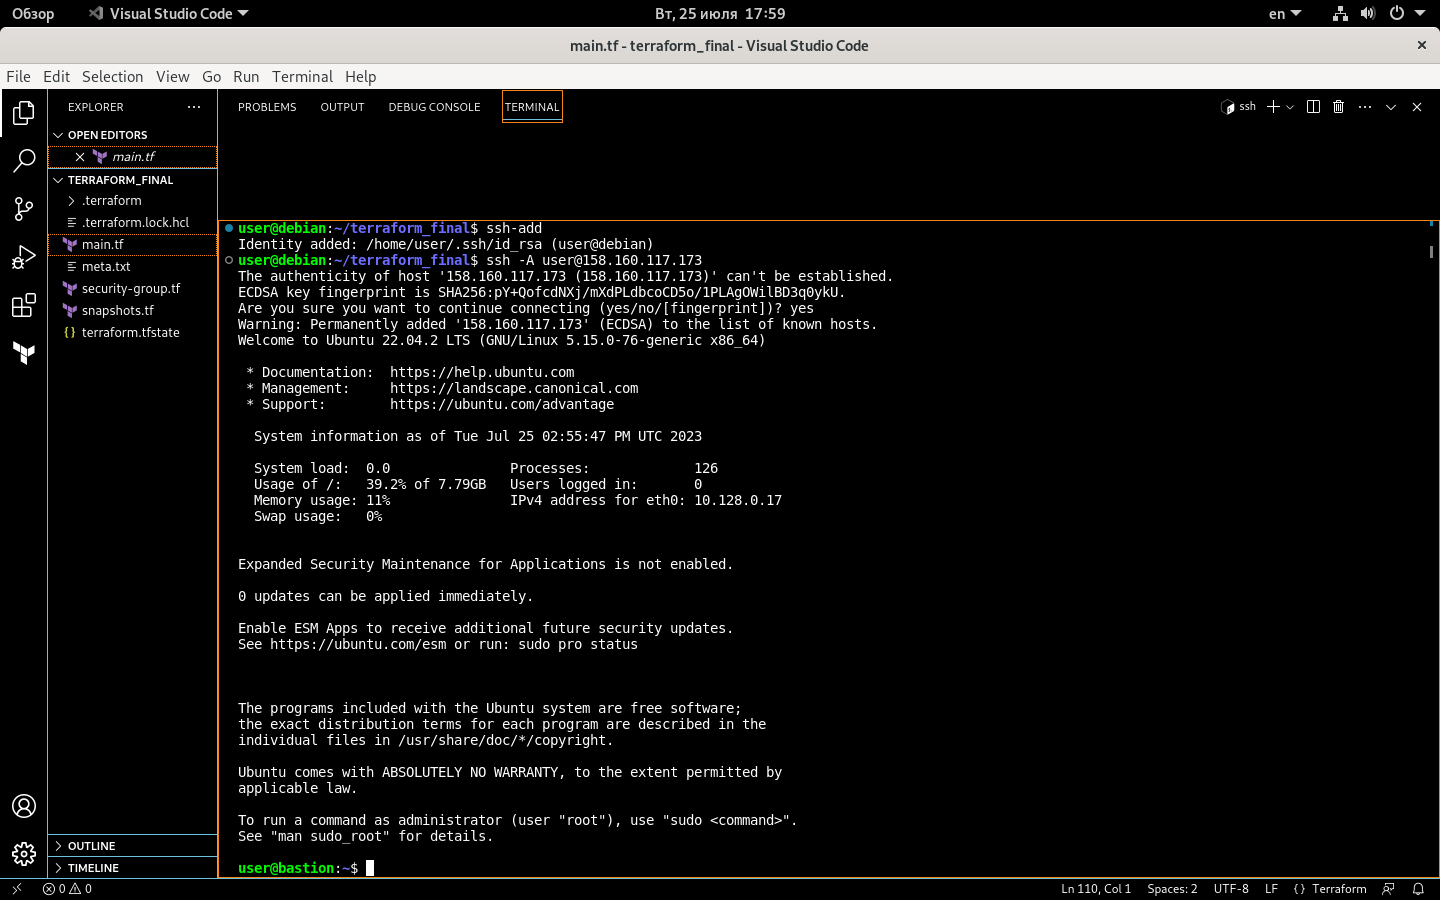 Обзор Visual Studio Code Вт, 25 июля 17:59 en
main.tf - terraform_final - Visual Studio Code
File Edit Selection View Go Run Terminal Help
EXPLORER
OPEN EDITORS
main.tf
TERRAFORM_FINAL
.terraform
.terraform.lock.hcl
main.tf
meta.txt
security-group.tf
snapshots.tf
{} terraform.tfstate
OUTLINE
TIMELINE
PROBLEMS OUTPUT DEBUG CONSOLE TERMINAL ssh
user@debian:~/terraform_final$ ssh-add
Identity added: /home/user/.ssh/id_rsa (user@debian)
user@debian:~/terraform_final$ ssh -A user@158.160.117.173
The authenticity of host '158.160.117.173 (158.160.117.173)' can't be established.
ECDSA key fingerprint is SHA256:pY+QofcdNXj/mXdPLdbcoCD5o/1PLAgOWilBD3q0ykU.
Are you sure you want to continue connecting (yes/no/[fingerprint])? yes
Warning: Permanently added '158.160.117.173' (ECDSA) to the list of known hosts.
Welcome to Ubuntu 22.04.2 LTS (GNU/Linux 5.15.0-76-generic x86_64)
* Documentation: https://help.ubuntu.com
* Management: https://landscape.canonical.com
* Support: https://ubuntu.com/advantage
System information as of Tue Jul 25 02:55:47 PM UTC 2023
System load: 0.0 Processes: 126
Usage of /: 39.2% of 7.79GB Users logged in: 0
Memory usage: 11% IPv4 address for eth0: 10.128.0.17
Swap usage: 0%
Expanded Security Maintenance for Applications is not enabled.
0 updates can be applied immediately.
Enable ESM Apps to receive additional future security updates.
See https://ubuntu.com/esm or run: sudo pro status
The programs included with the Ubuntu system are free software;
the exact distribution terms for each program are described in the
individual files in /usr/share/doc/*/copyright.
Ubuntu comes with ABSOLUTELY NO WARRANTY, to the extent permitted by
applicable law.
To run a command as administrator (user "root"), use "sudo <command>".
See "man sudo_root" for details.
user@bastion:~$
0 0 Ln 110, Col 1 Spaces: 2 UTF-8 LF {} Terraform